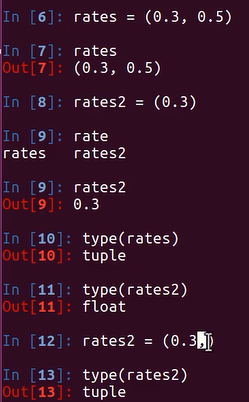 In [6]: rates = (0.3, 0.5)
In [7]: rates
Out[7]: (0.3, 0.5)
In [8]: rates2 = (0.3)
In [9]: rate
rates   rates2
In [9]: rates2
Out[9]: 0.3
In [10]: type(rates)
Out[10]: tuple
In [11]: type(rates2)
Out[11]: float
In [12]: rates2 = (0.3,)
In [13]: type(rates2)
Out[13]: tuple